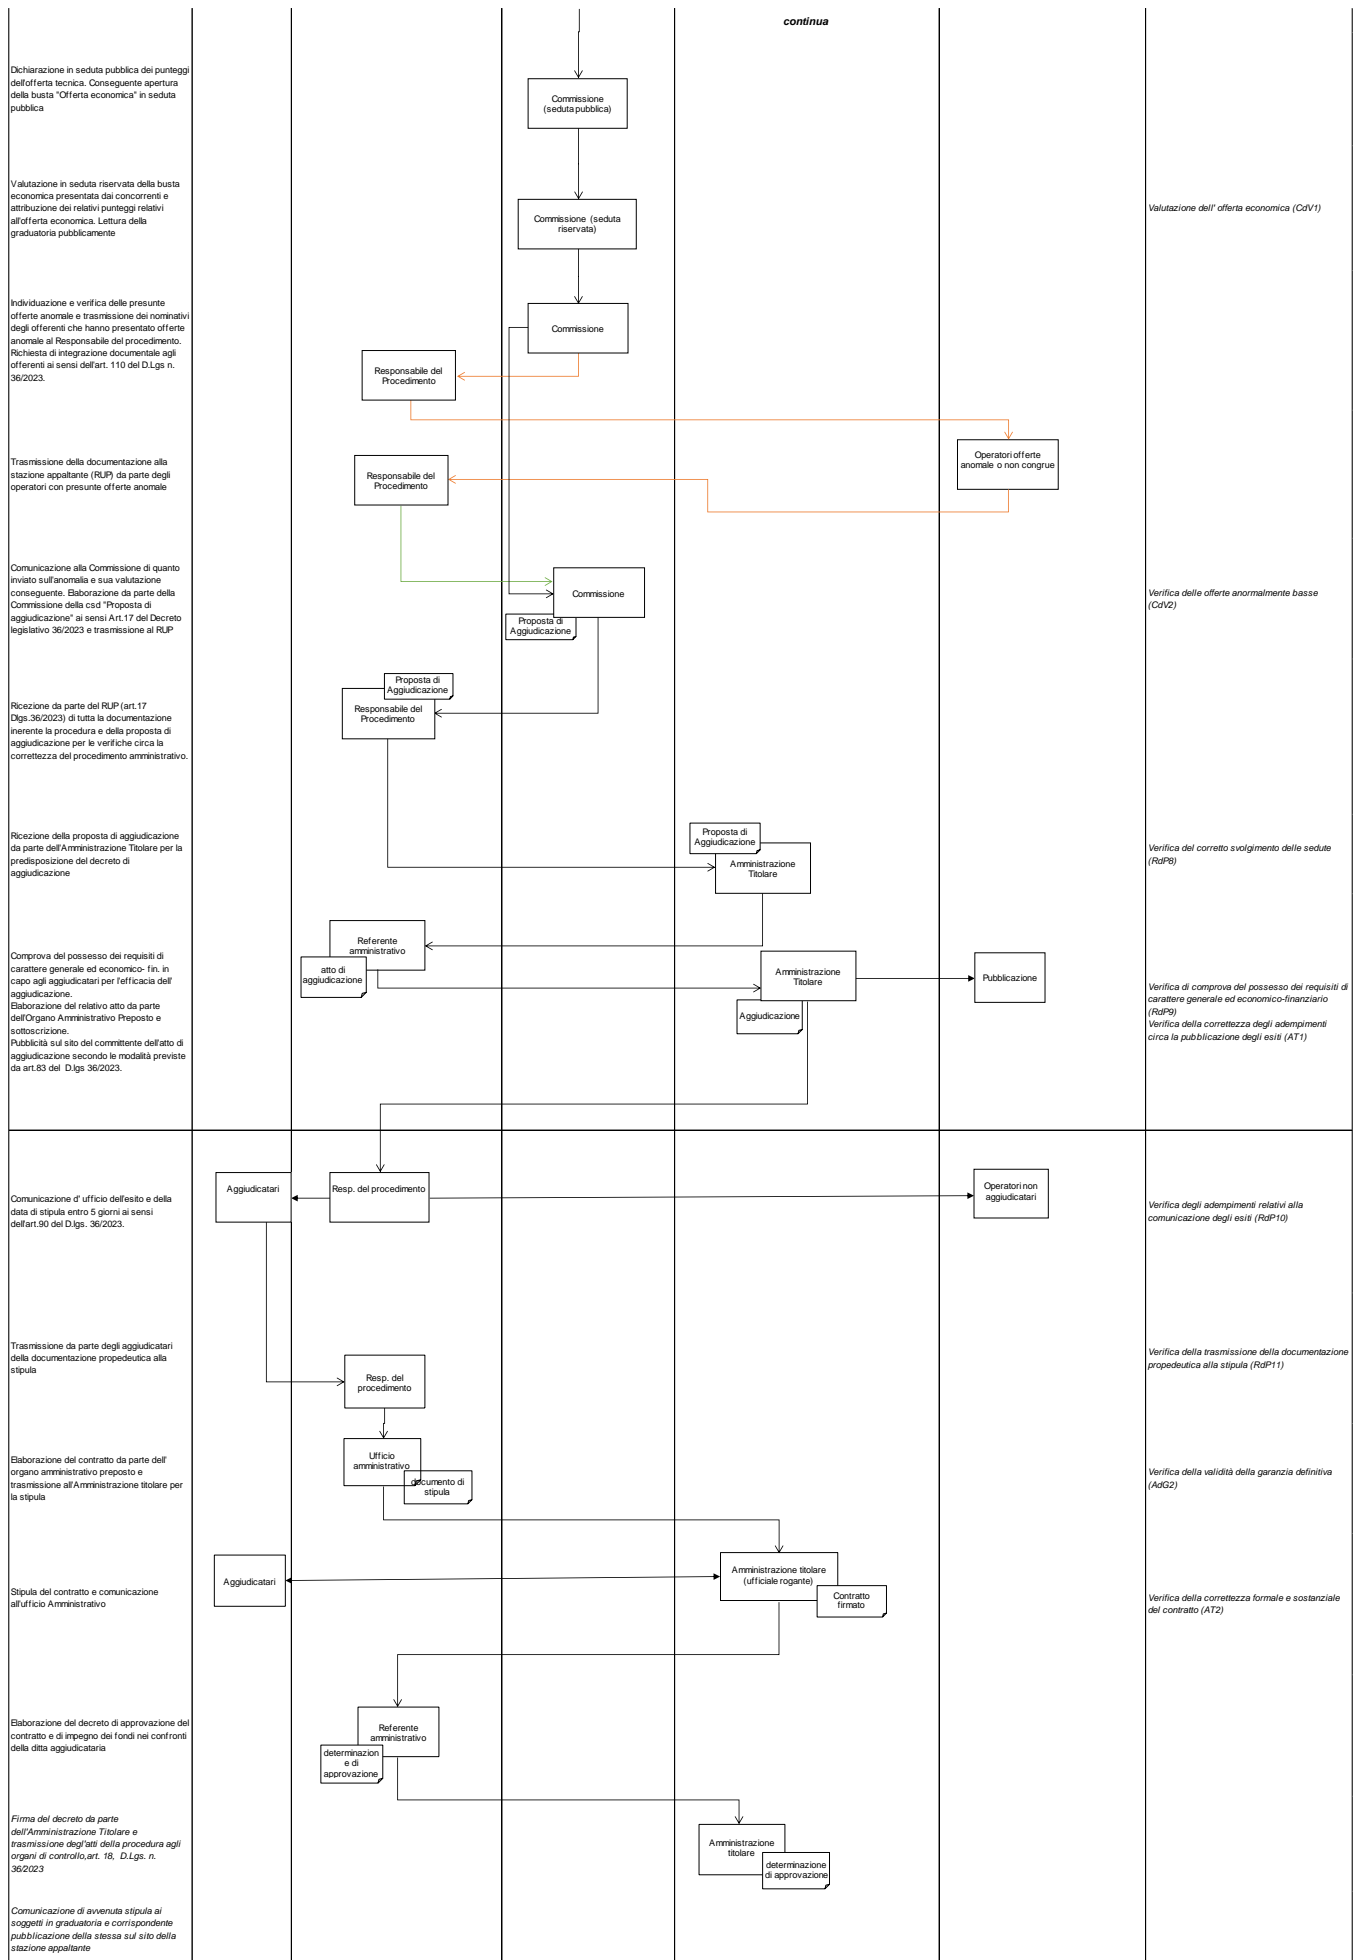 continua
Dichiarazione in seduta pubblica dei punteggi
dell'offerta tecnica. Conseguente apertura
della busta "Offerta economica" in seduta
pubblica
Commissione
(seduta pubblica)
Valutazione in seduta riservata della busta
economica presentata dai concorrenti e
attribuzione dei relativi punteggi relativi
all'offerta economica. Lettura della
graduatoria pubblicamente
Commissione (seduta
riservata)
Valutazione dell' offerta economica (CdV1)
Individuazione e verifica delle presunte
offerte anomale e trasmissione dei nominativi
degli offerenti che hanno presentato offerte
anomale al Responsabile del procedimento.
Richiesta di integrazione documentale agli
offerenti ai sensi dell'art. 110 del D.Lgs n.
36/2023.
Commissione
Responsabile del
Procedimento
Operatori offerte
anomale o non congrue
Trasmissione della documentazione alla
stazione appaltante (RUP) da parte degli
operatori con presunte offerte anomale
Responsabile del
Procedimento
Comunicazione alla Commissione di quanto
inviato sull'anomalia e sua valutazione
conseguente. Elaborazione da parte della
Commissione della csd "Proposta di
aggiudicazione" ai sensi Art.17 del Decreto
legislativo 36/2023 e trasmissione al RUP
Commissione
Proposta di
Aggiudicazione
Verifica delle offerte anormalmente basse
(CdV2)
Ricezione da parte del RUP (art.17
Dlgs.36/2023) di tutta la documentazione
inerente la procedura e della proposta di
aggiudicazione per le verifiche circa la
correttezza del procedimento amministrativo.
Proposta di
Aggiudicazione
Responsabile del
Procedimento
Ricezione della proposta di aggiudicazione
da parte dell'Amministrazione Titolare per la
predisposizione del decreto di
aggiudicazione
Proposta di
Aggiudicazione
Amministrazione
Titolare
Verifica del corretto svolgimento delle sedute
(RdP8)
Referente
amministrativo
atto di
aggiudicazione
Comprova del possesso dei requisiti di
carattere generale ed economico- fin. in
capo agli aggiudicatari per l'efficacia dell'
aggiudicazione.
Elaborazione del relativo atto da parte
dell'Organo Amministrativo Preposto e
sottoscrizione.
Pubblicità sul sito del committente dell'atto di
aggiudicazione secondo le modalità previste
da art.83 del  D.lgs 36/2023.
Amministrazione
Titolare
Aggiudicazione
Pubblicazione
Verifica di comprova del possesso dei requisiti di
carattere generale ed economico-finanziario
(RdP9)
Verifica della correttezza degli adempimenti
circa la pubblicazione degli esiti (AT1)
Comunicazione d' ufficio dell'esito e della
data di stipula entro 5 giorni ai sensi
dell'art.90 del D.lgs. 36/2023.
Aggiudicatari
Resp. del procedimento
Operatori non
aggiudicatari
Verifica degli adempimenti relativi alla
comunicazione degli esiti (RdP10)
Trasmissione da parte degli aggiudicatari
della documentazione propedeutica alla
stipula
Resp. del
procedimento
Verifica della trasmissione della documentazione
propedeutica alla stipula (RdP11)
Elaborazione del contratto da parte dell'
organo amministrativo preposto e
trasmissione all'Amministrazione titolare per
la stipula
Ufficio
amministrativo
documento di
stipula
Verifica della validità della garanzia definitiva
(AdG2)
Stipula del contratto e comunicazione
all'ufficio Amministrativo
Aggiudicatari
Amministrazione titolare
(ufficiale rogante)
Contratto
firmato
Verifica della correttezza formale e sostanziale
del contratto (AT2)
Elaborazione del decreto di approvazione del
contratto e di impegno dei fondi nei confronti
della ditta aggiudicataria
Referente
amministrativo
determinazion
e di
approvazione
Firma del decreto da parte
dell'Amministrazione Titolare e
trasmissione degl'atti della procedura agli
organi di controllo,art. 18,  D.Lgs. n.
36/2023
Amministrazione
titolare
determinazione
di approvazione
Comunicazione di avvenuta stipula ai
soggetti in graduatoria e corrispondente
pubblicazione della stessa sul sito della
stazione appaltante